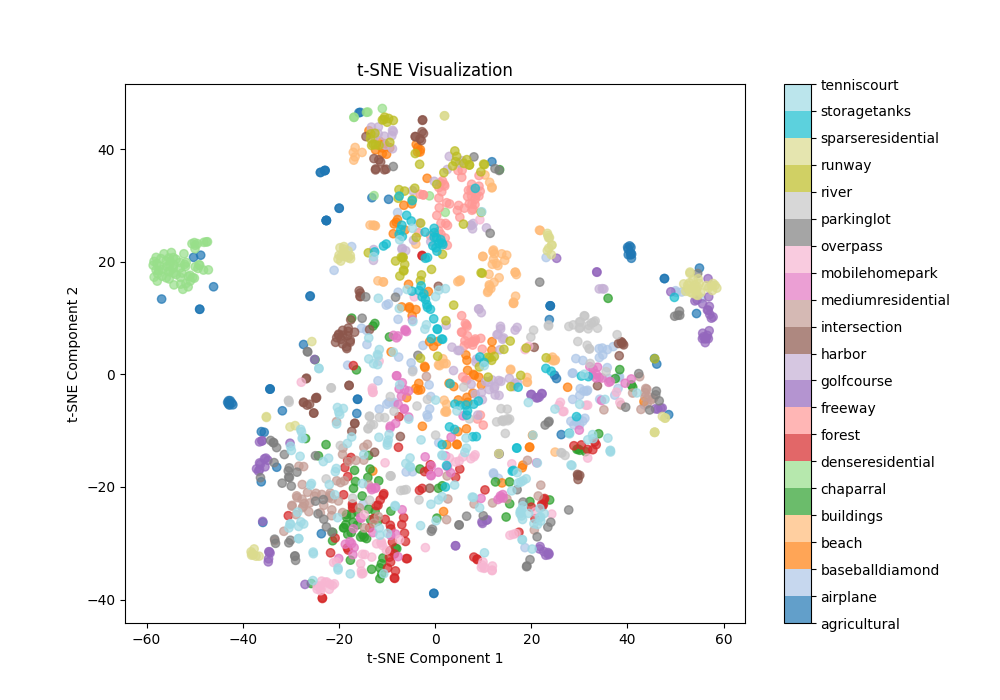 t-SNE Visualization
t-SNE Component 2
40
20
0
−20
−40
−60
−40
−20
0
20
40
60
t-SNE Component 1
tenniscourt
storagetanks
sparseresidential
runway
river
parkinglot
overpass
mobilehomepark
mediumresidential
intersection
harbor
golfcourse
freeway
forest
denseresidential
chaparral
buildings
beach
baseballdiamond
airplane
agricultural